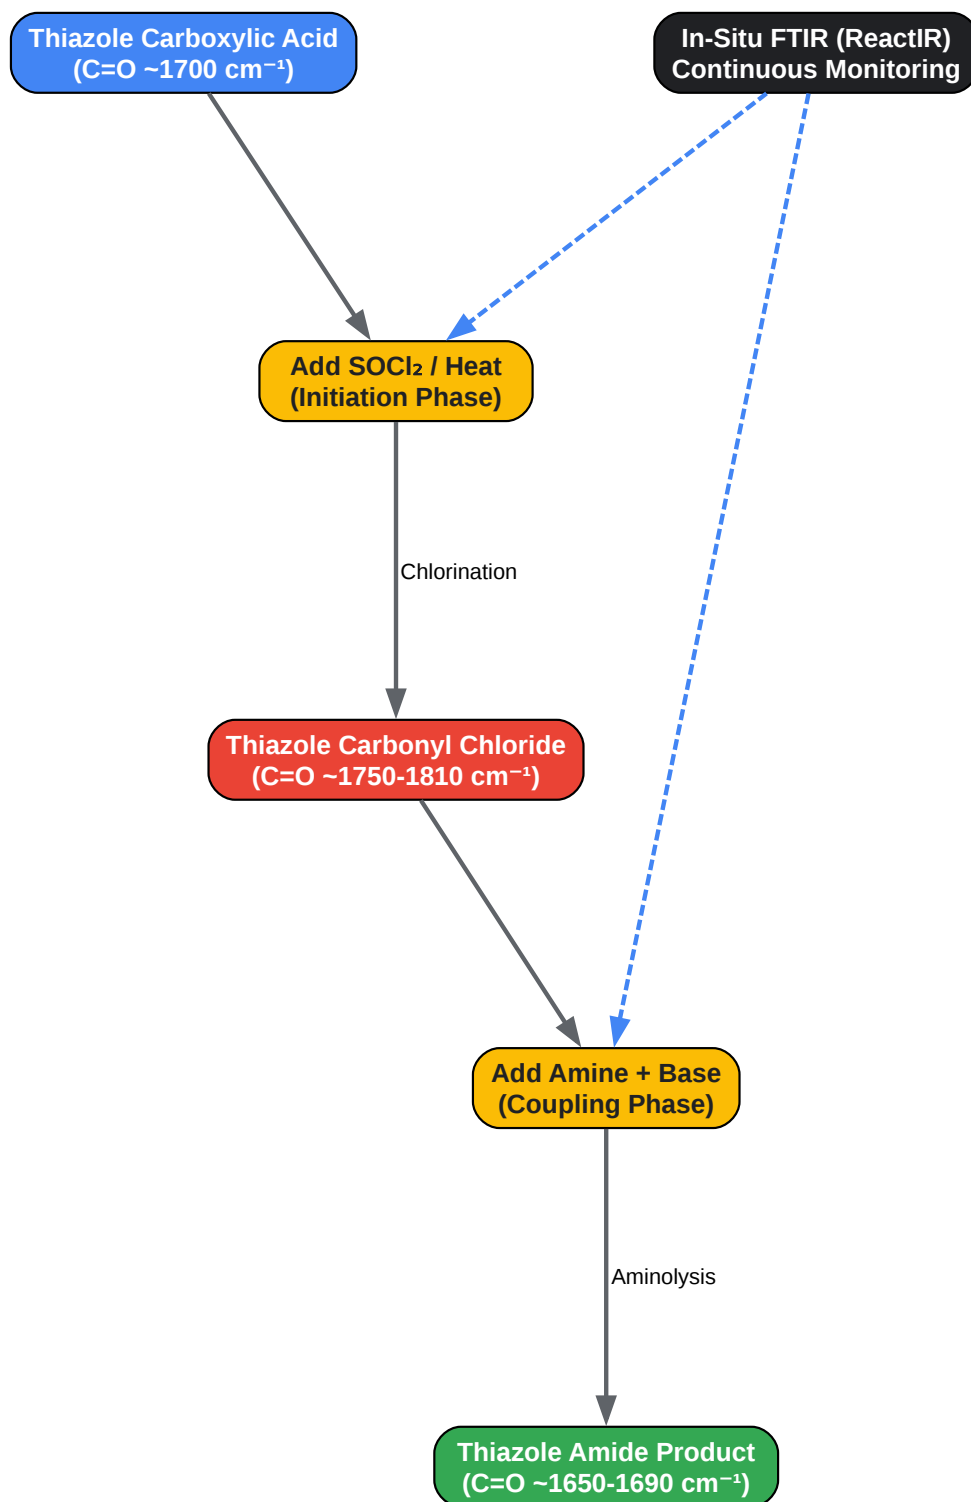 Thiazole Carboxylic Acid
(C=O ~1700 cm⁻¹)
In-Situ FTIR (ReactIR)
Continuous Monitoring
Add SOCl₂ / Heat
(Initiation Phase)
Chlorination
Thiazole Carbonyl Chloride
(C=O ~1750-1810 cm⁻¹)
Add Amine + Base
(Coupling Phase)
Aminolysis
Thiazole Amide Product
(C=O ~1650-1690 cm⁻¹)